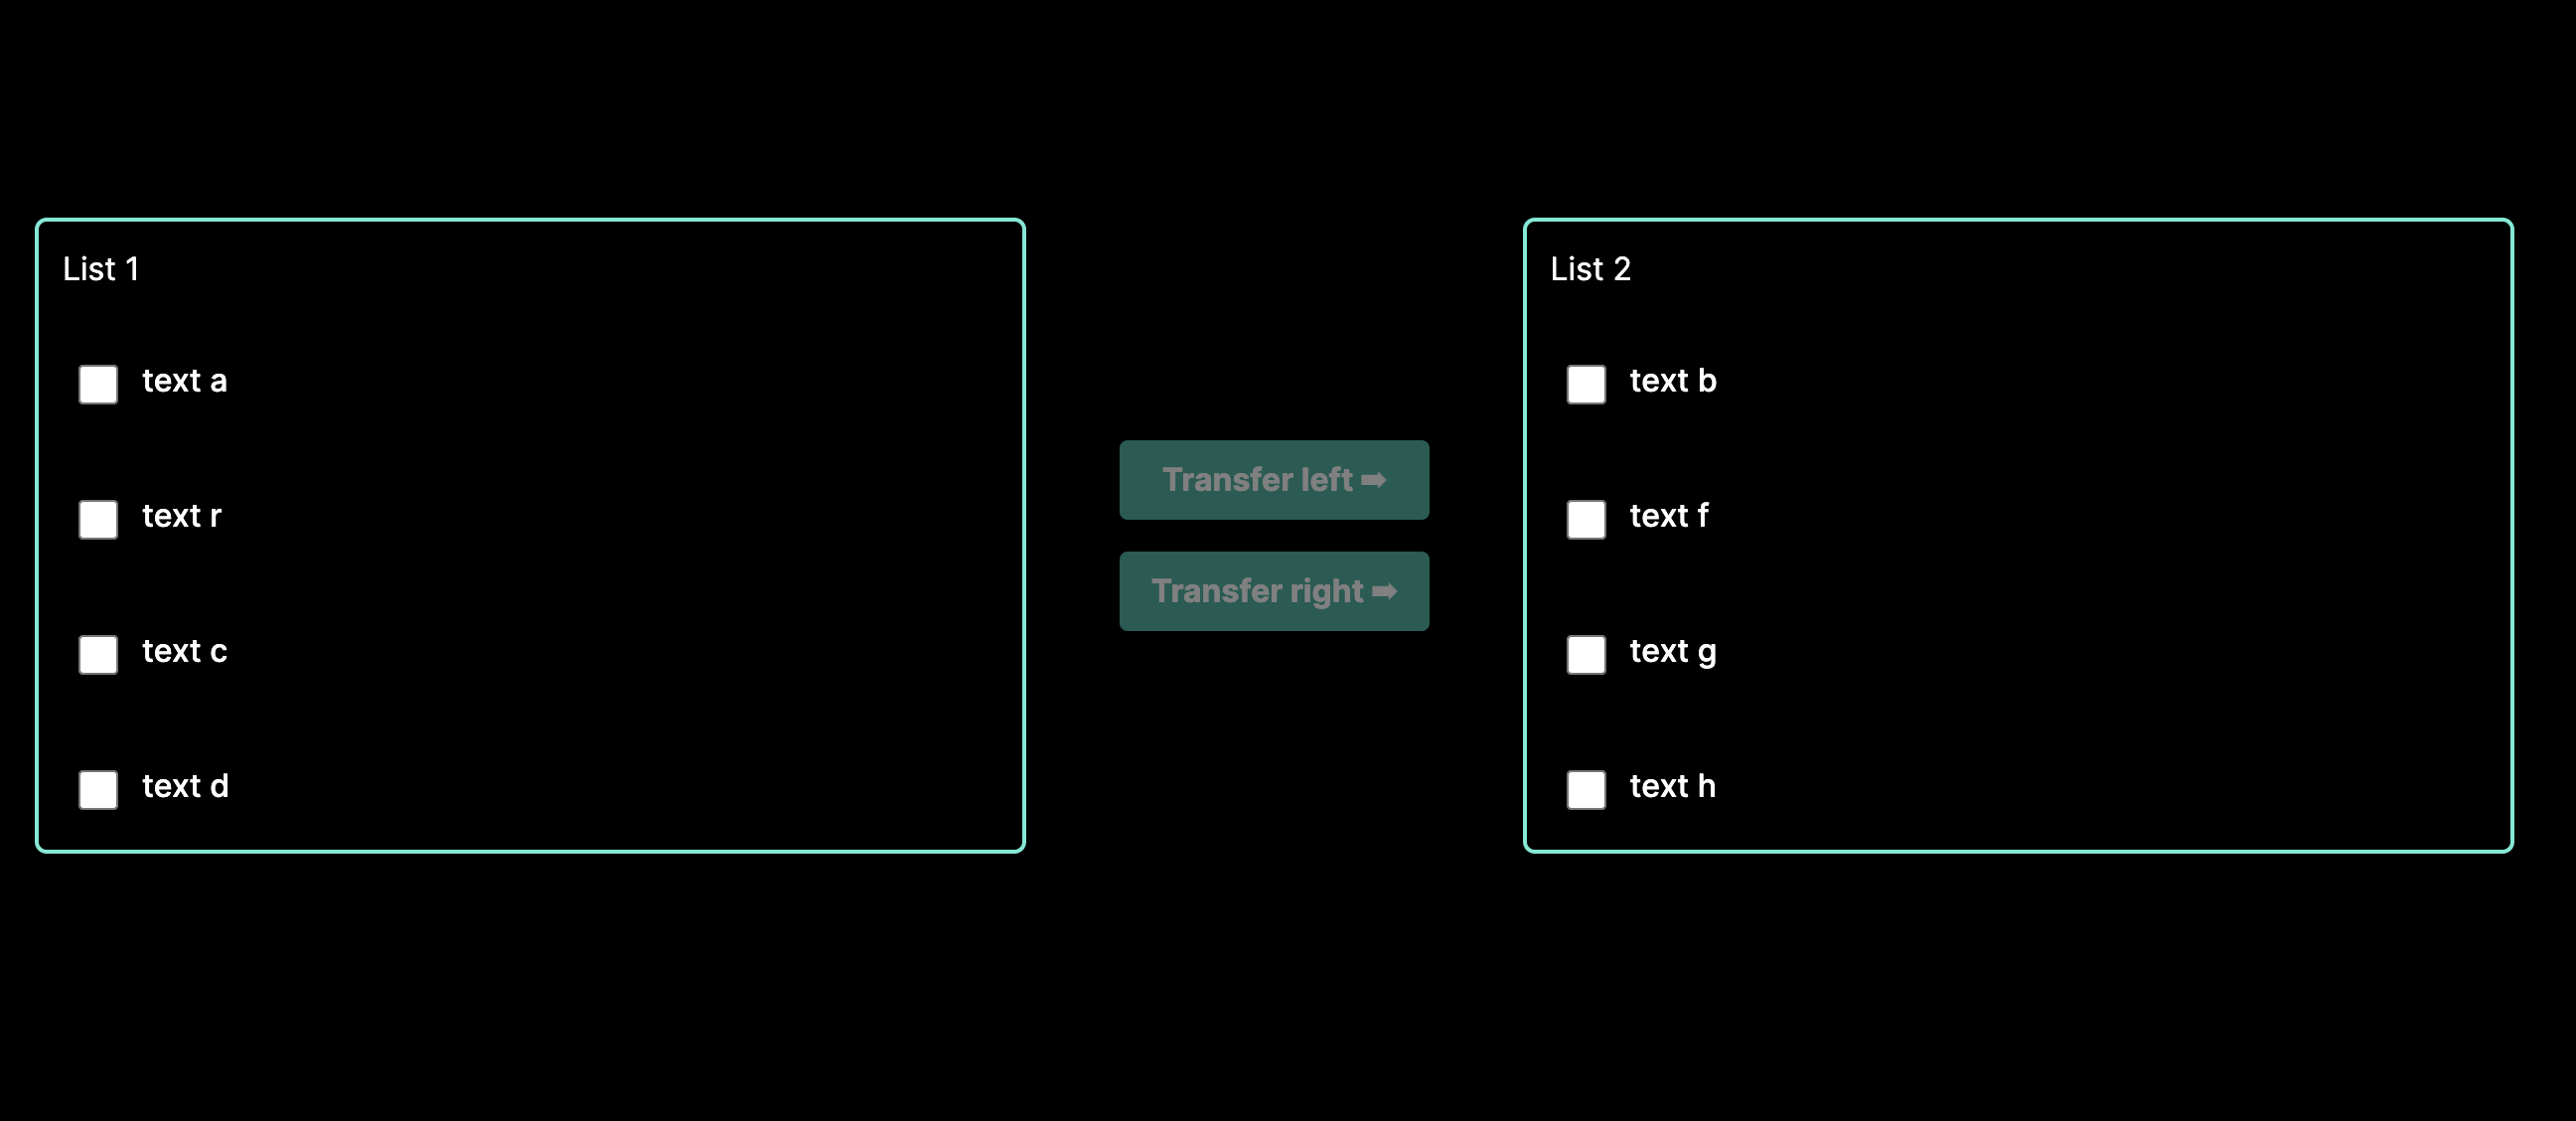 List 1
text a
text r
text c
text d
Transfer left ➡
Transfer right ➡
List 2
text b
text f
text g
text h